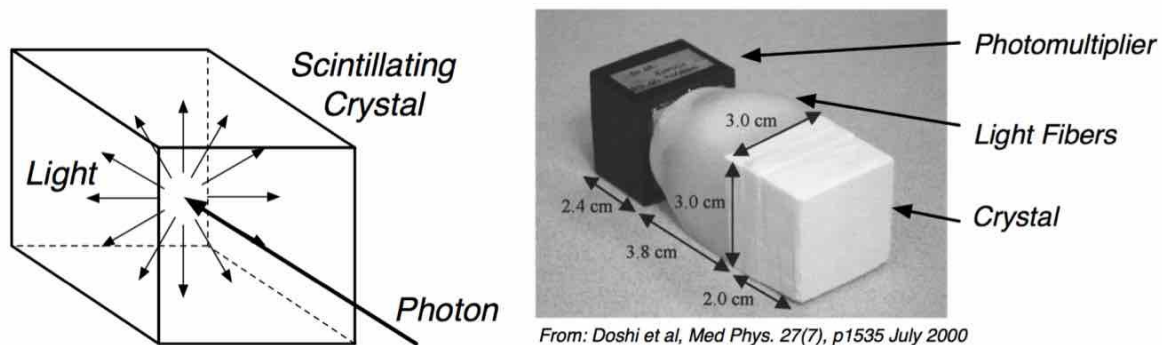 Scintillating
Crystal
Light
Photon
Photomultiplier
Light Fibers
Crystal
3.0 cm
3.0 cm
2.4 cm
3.8 cm
2.0 cm
From: Doshi et al, Med Phys. 27(7), p1535 July 2000